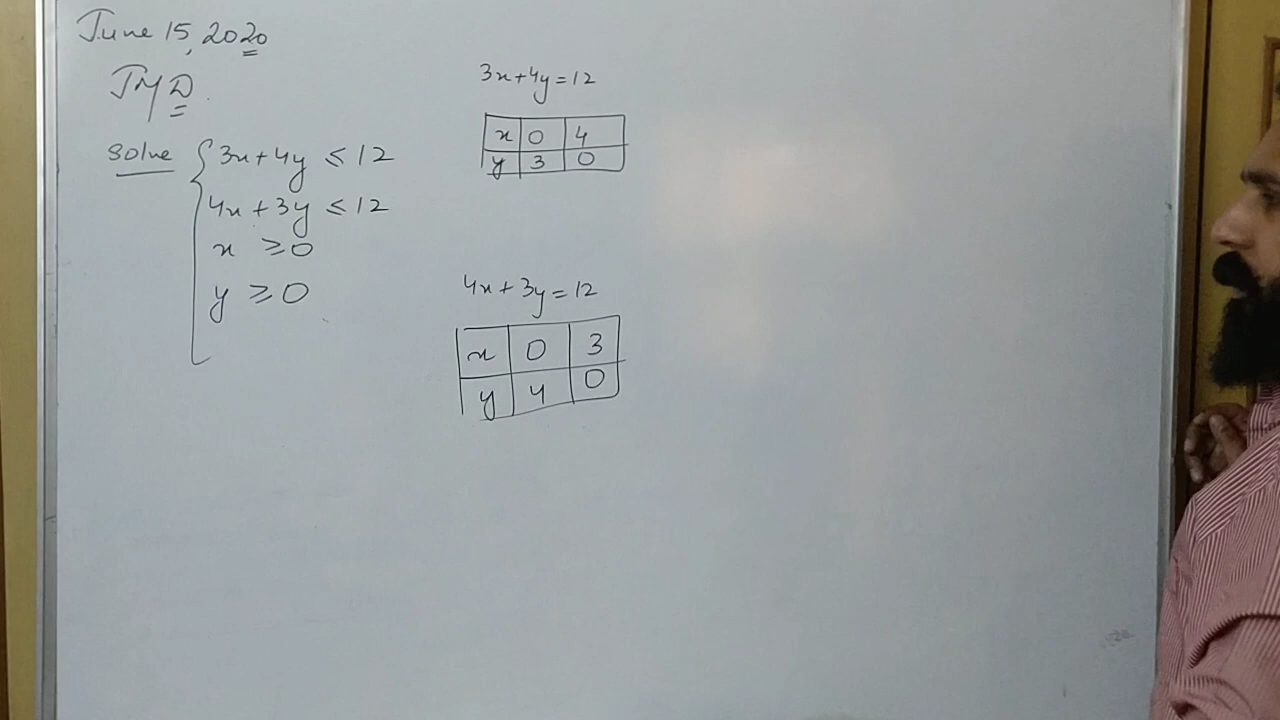 June 15, 2020
JMD
Solve
3x+4y ≤ 12
4x+3y ≤ 12
x ≥ 0
y ≥ 0
3x+4y=12
x 0 4
y 3 0
4x+3y=12
x 0 3
y 4 0